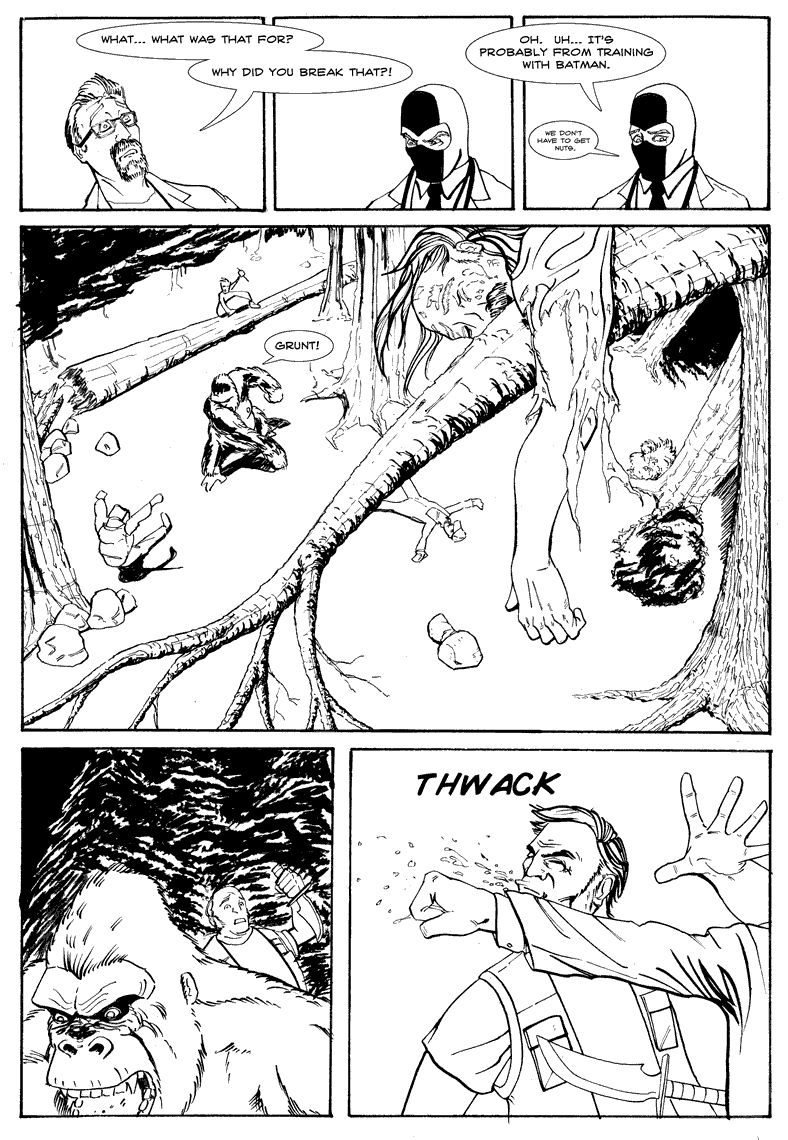 WHAT... WHAT WAS THAT FOR?
WHY DID YOU BREAK THAT?!
OH. UH... IT'S
PROBABLY FROM TRAINING
WITH BATMAN.
WE DON'T
HAVE TO GET
NUTS.
GRUNT!
THWACK